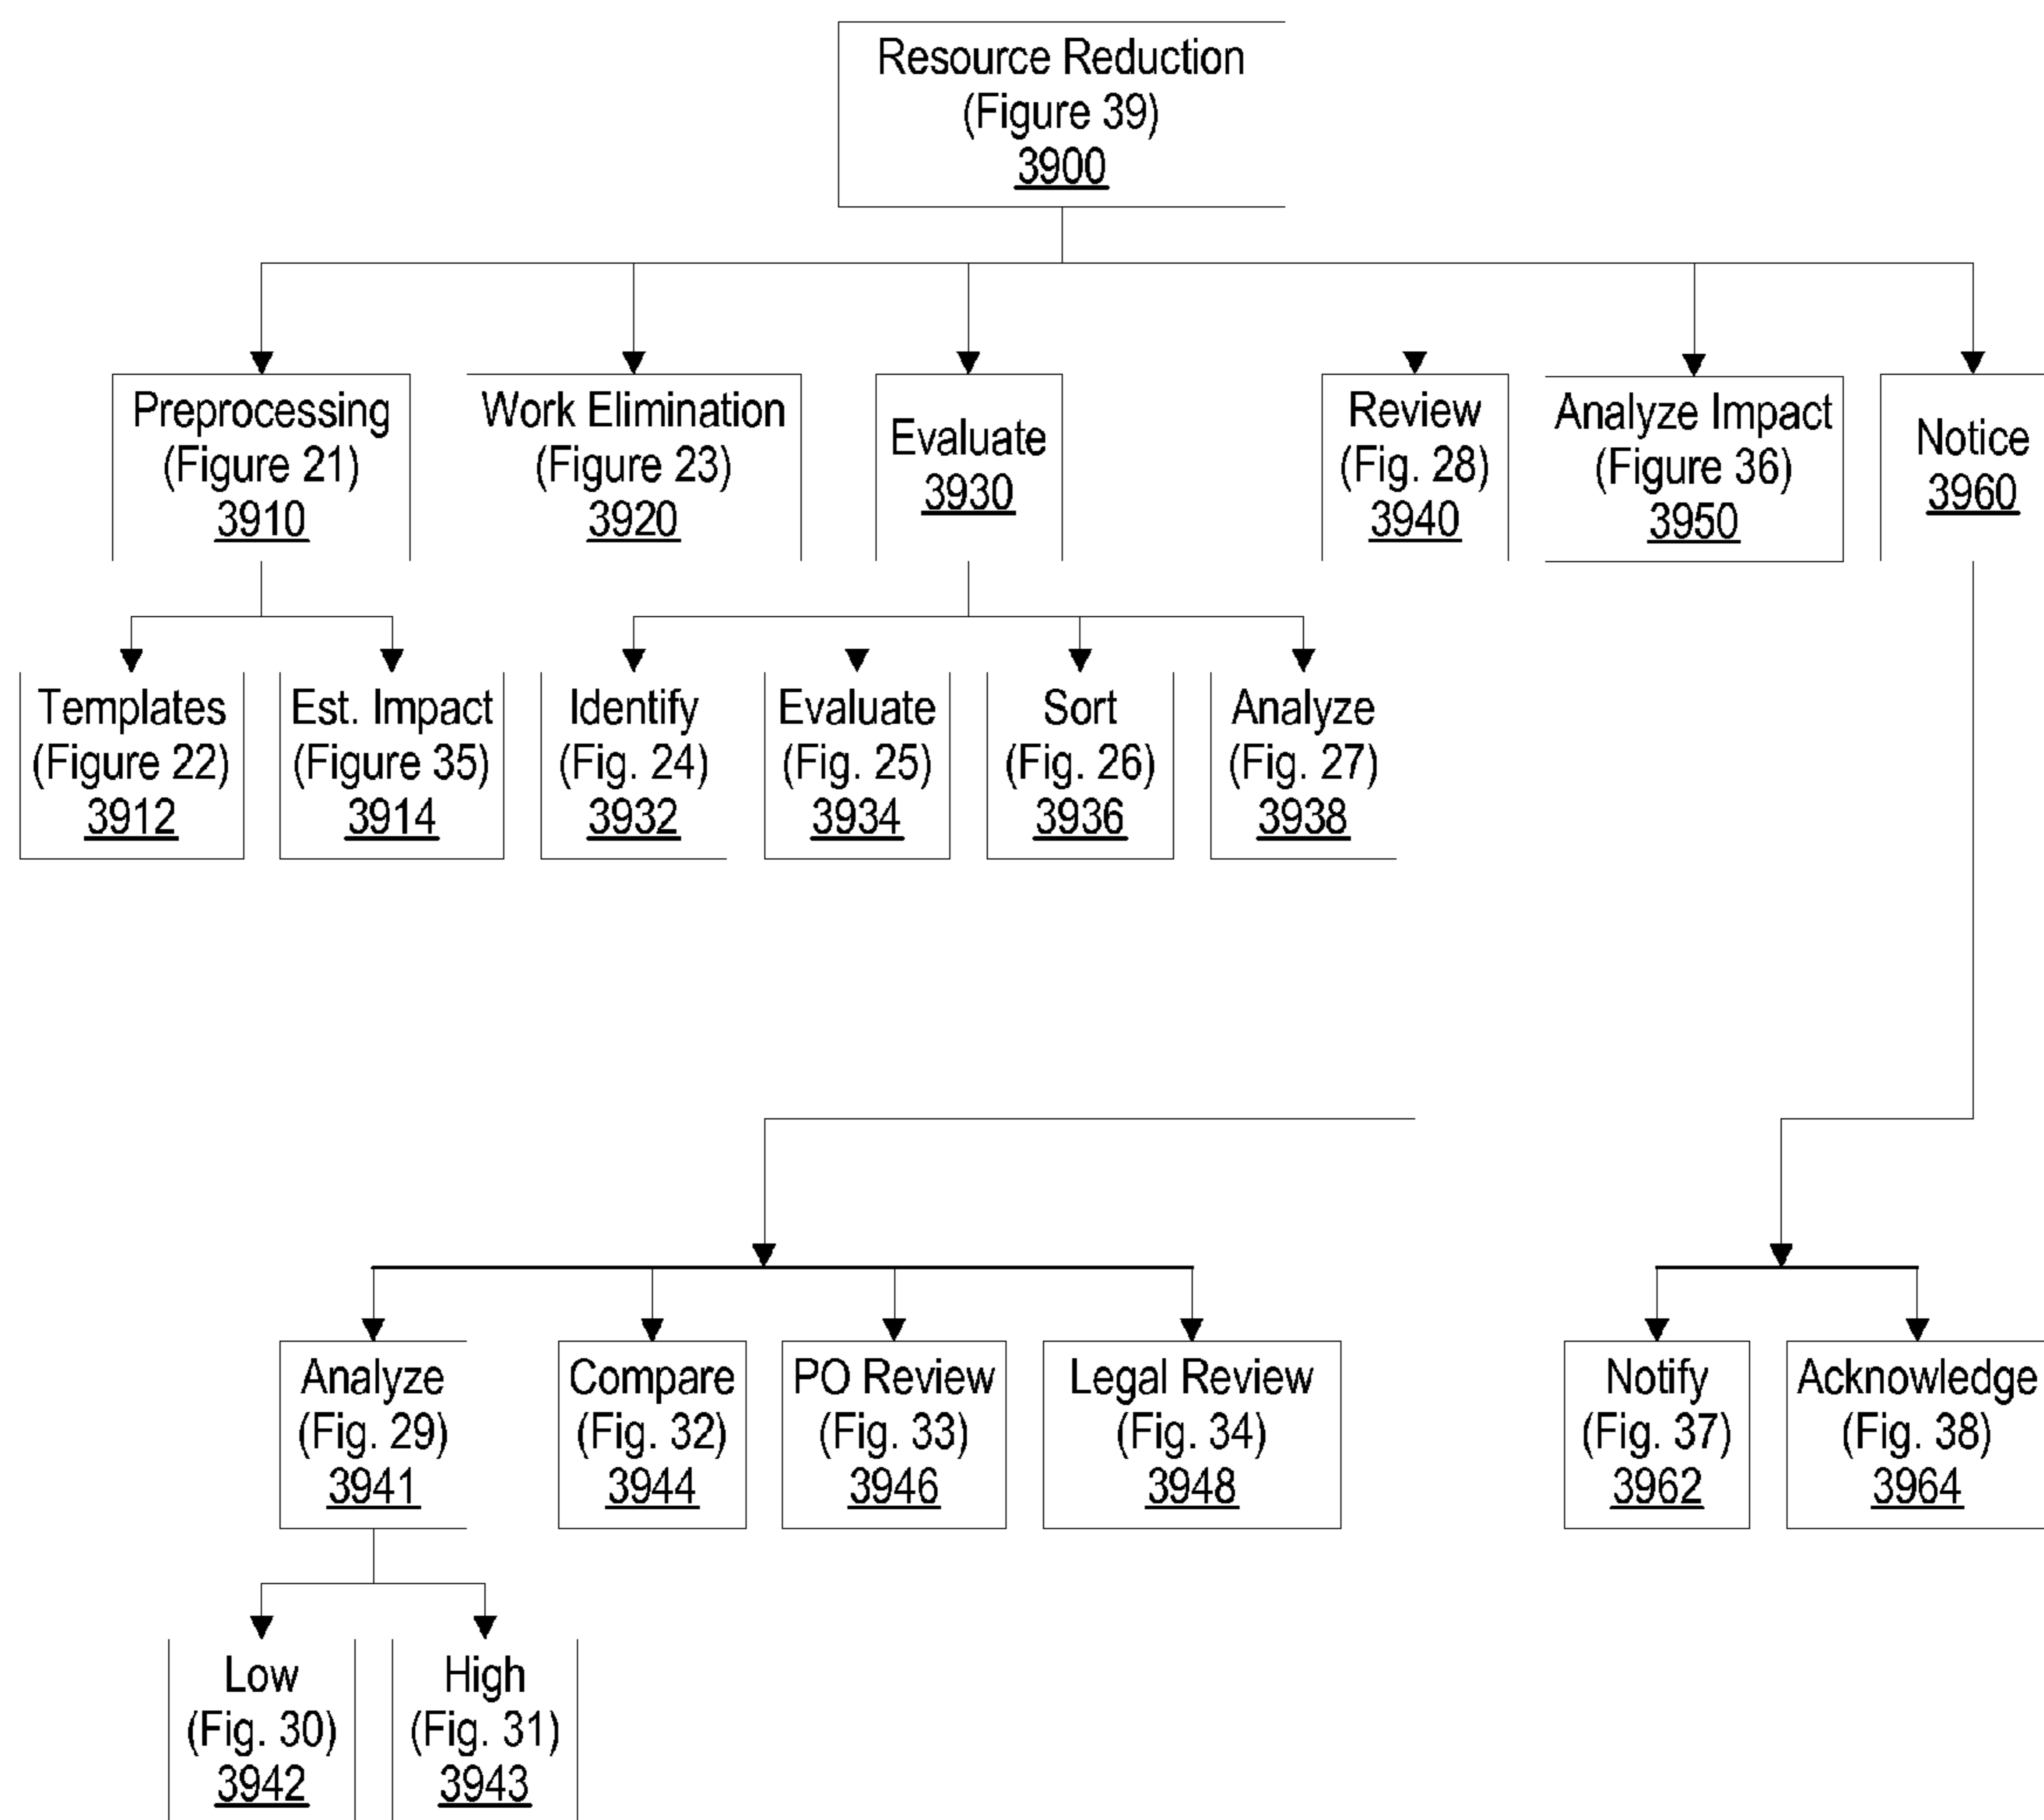 Resource Reduction
(Figure 39)
3900
Preprocessing
(Figure 21)
3910
Work Elimination
(Figure 23)
3920
Evaluate
3930
Review
(Fig. 28)
3940
Analyze Impact
(Figure 36)
3950
Notice
3960
Templates
(Figure 22)
3912
Est. Impact
(Figure 35)
3914
Identify
(Fig. 24)
3932
Evaluate
(Fig. 25)
3934
Sort
(Fig. 26)
3936
Analyze
(Fig. 27)
3938
Analyze
(Fig. 29)
3941
Compare
(Fig. 32)
3944
PO Review
(Fig. 33)
3946
Legal Review
(Fig. 34)
3948
Notify
(Fig. 37)
3962
Acknowledge
(Fig. 38)
3964
Low
(Fig. 30)
3942
High
(Fig. 31)
3943